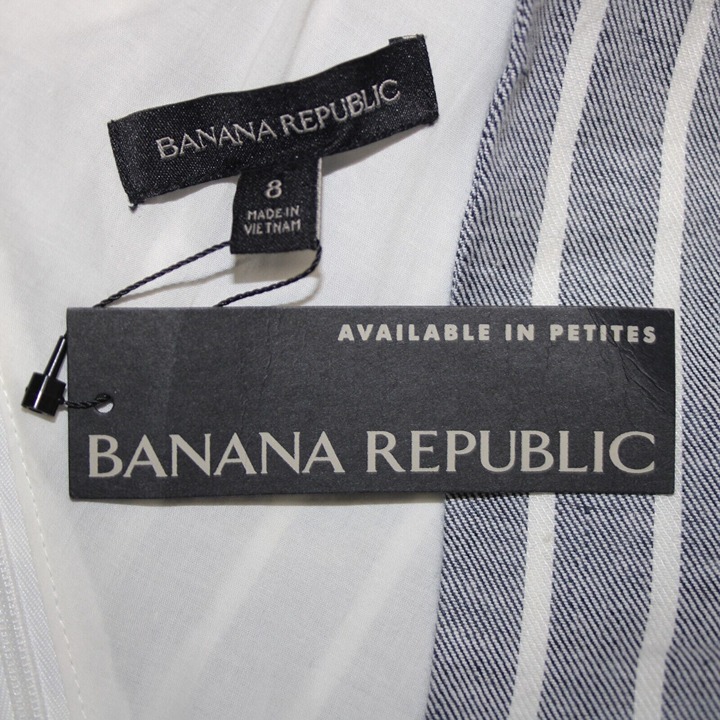 BANANA REPUBLIC
8
MADE IN
VIETNAM
AVAILABLE IN PETITES
BANANA REPUBLIC